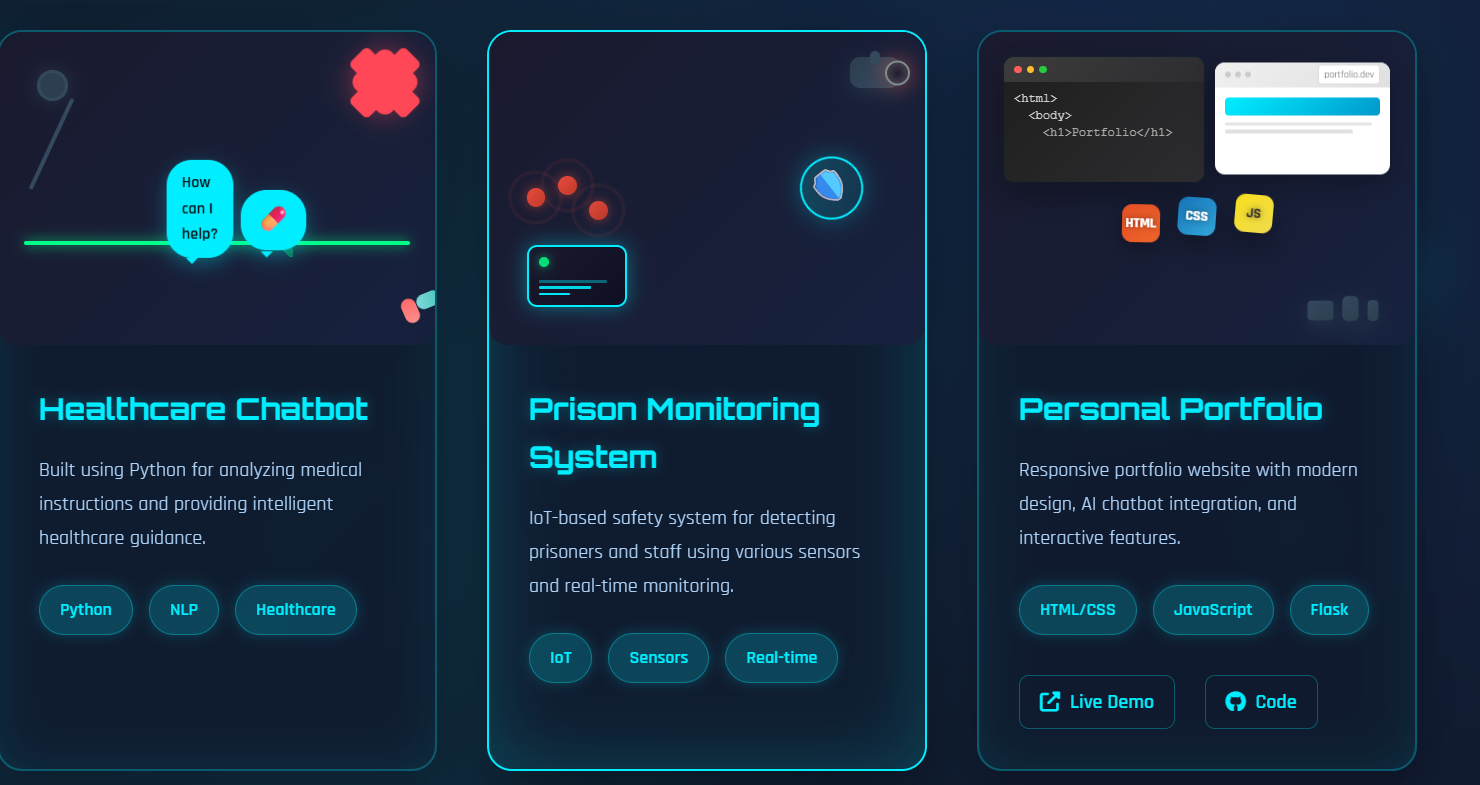 How
can I
help?
Healthcare Chatbot
Built using Python for analyzing medical
instructions and providing intelligent
healthcare guidance.
Python NLP Healthcare
Prison Monitoring
System
IoT-based safety system for detecting
prisoners and staff using various sensors
and real-time monitoring.
IoT Sensors Real-time
<html>
<body>
<h1>Portfolio</h1>
portfolio.dev
HTML CSS JS
Personal Portfolio
Responsive portfolio website with modern
design, AI chatbot integration, and
interactive features.
HTML/CSS JavaScript Flask
Live Demo Code